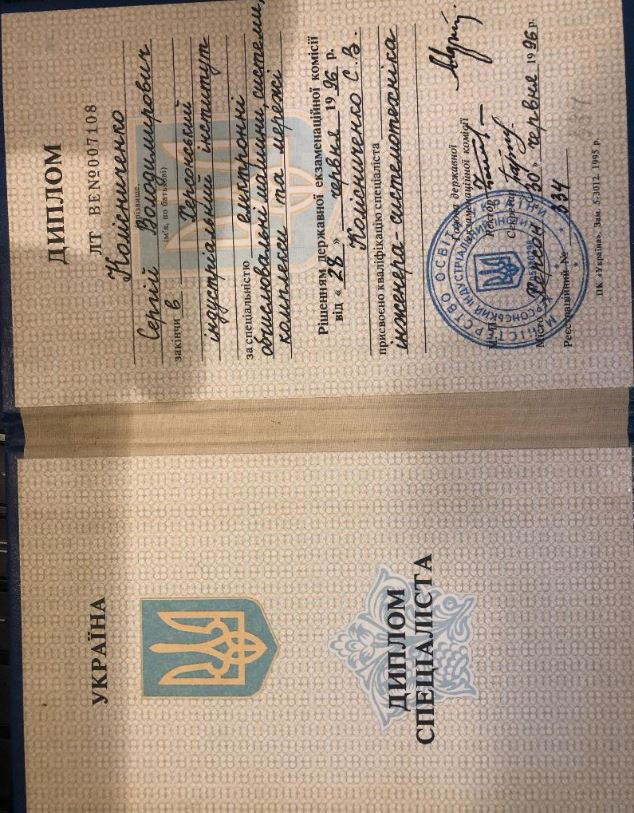 УКРАЇНА
ДИПЛОМ
СПЕЦІАЛІСТА
ДИПЛОМ
ЛТ ВЕ№007108
Колісниченко
прізвище,
Сергій Володимирович
ім'я, по батькові)
закінчив в Херсонський
індустріальний інститут
за спеціальністю електронні
обчислювальні машини, системи,
комплекси та мережі
Рішенням державної екзаменаційної комісії
від « 28 » червня 1996 р.
Колісниченко С. В.
присвоєно кваліфікацію спеціаліста
інженера-системотехніка
Голова державної
екзаменаційної комісії
Ректор
Секретар
Херсон « 30 » червня 1996 р.
Реєстраційний № 634
МІНІСТЕРСТВО ОСВІТИ
ХЕРСОНСЬКИЙ ІНДУСТРІАЛЬНИЙ ІНСТИТУТ
ПК «Україна». Зам. 5-3012. 1995 р.